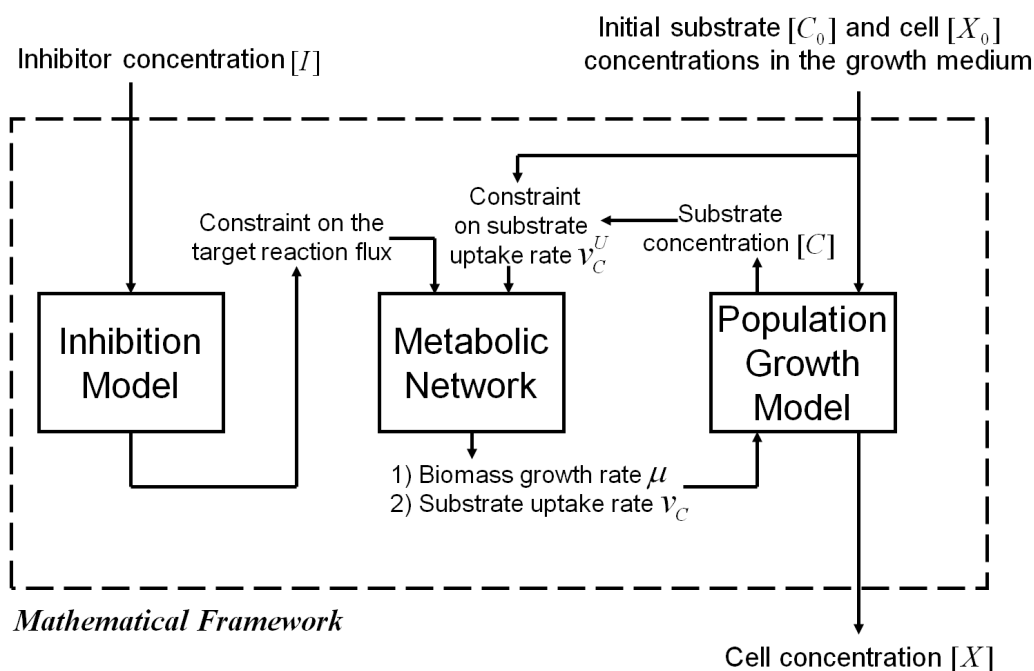 Inhibitor concentration [I]
Initial substrate [C₀] and cell [X₀]
concentrations in the growth medium
Constraint on the
target reaction flux
Constraint
on substrate
uptake rate v_C^U
Substrate
concentration [C]
Inhibition
Model
Metabolic
Network
Population
Growth
Model
1) Biomass growth rate μ
2) Substrate uptake rate v_C
Mathematical Framework
Cell concentration [X]